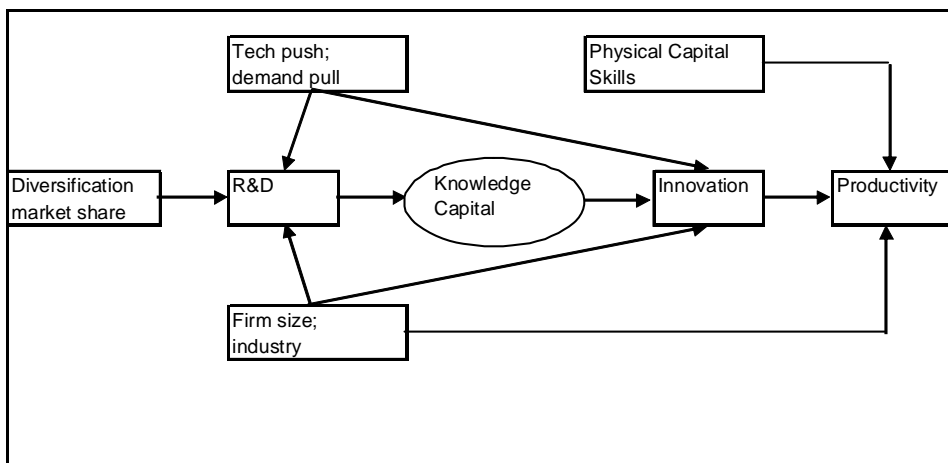 Tech push;
demand pull
Physical Capital
Skills
Diversification
market share
R&D
Knowledge
Capital
Innovation
Productivity
Firm size;
industry